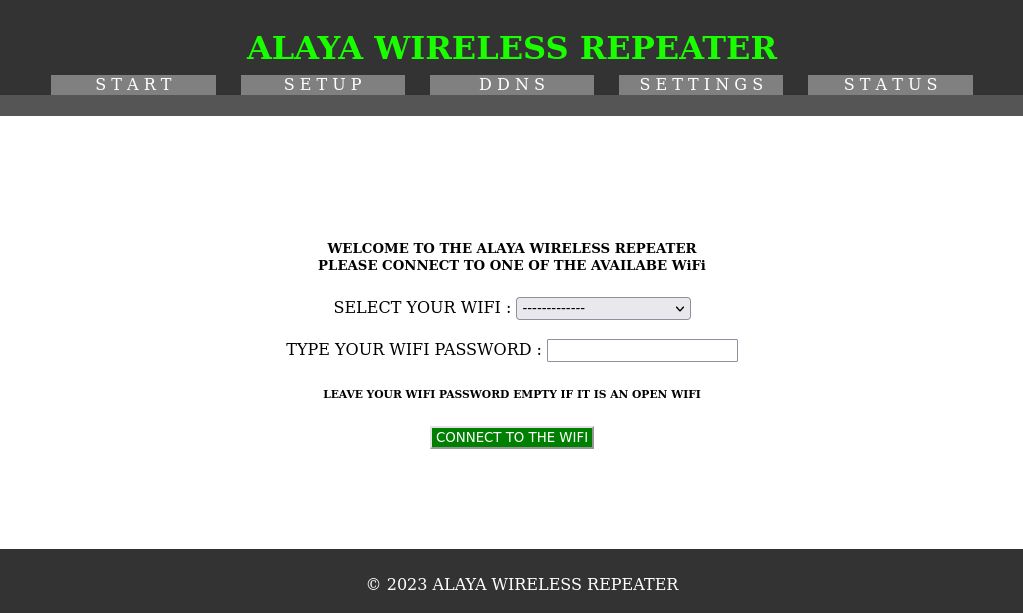 ALAYA WIRELESS REPEATER
START SETUP DDNS SETTINGS STATUS
WELCOME TO THE ALAYA WIRELESS REPEATER
PLEASE CONNECT TO ONE OF THE AVAILABE WiFi
SELECT YOUR WIFI : -------------
TYPE YOUR WIFI PASSWORD :
LEAVE YOUR WIFI PASSWORD EMPTY IF IT IS AN OPEN WIFI
CONNECT TO THE WIFI
© 2023 ALAYA WIRELESS REPEATER